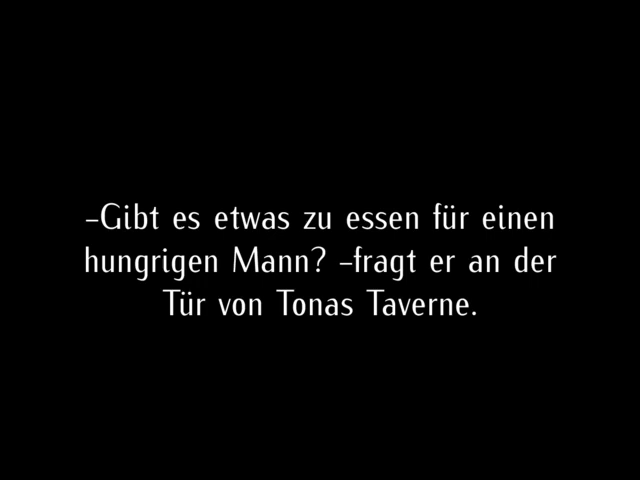 –Gibt es etwas zu essen für einen
hungrigen Mann? –fragt er an der
Tür von Tonas Taverne.